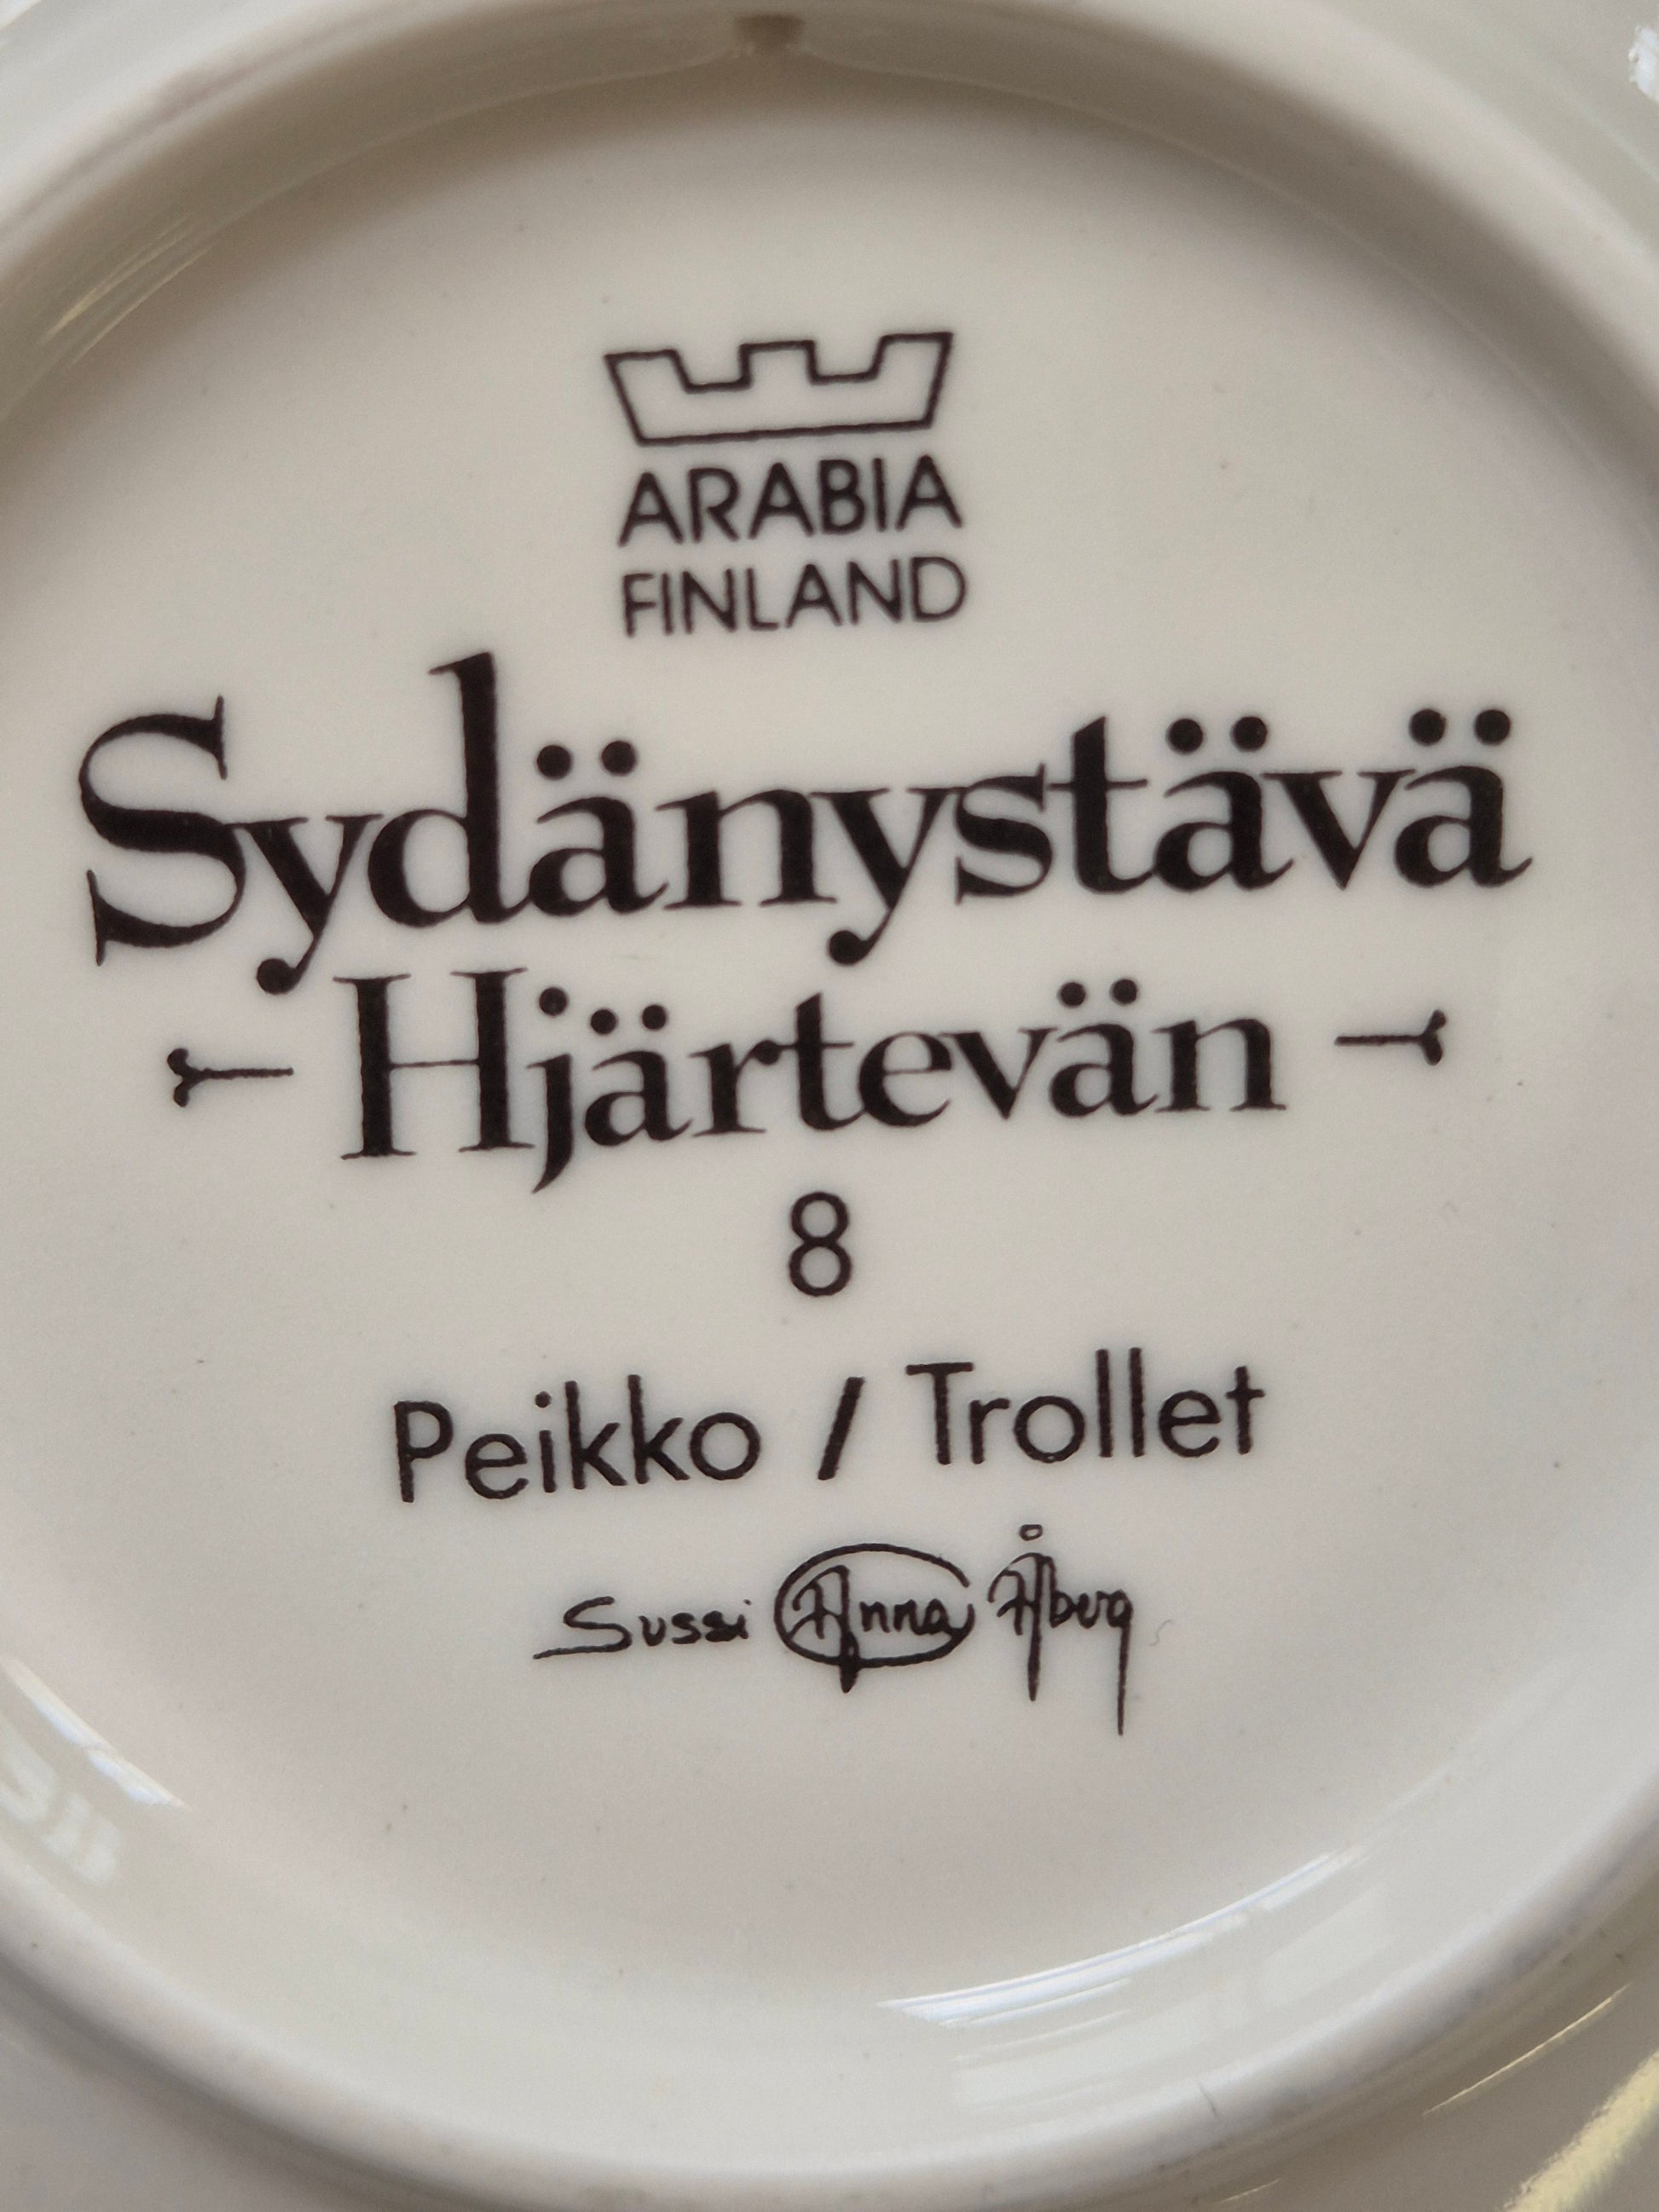 ARABIA
FINLAND
Sydänystävä
Hjärtevän
8
Peikko / Trollet
Sussi Anna Åberg